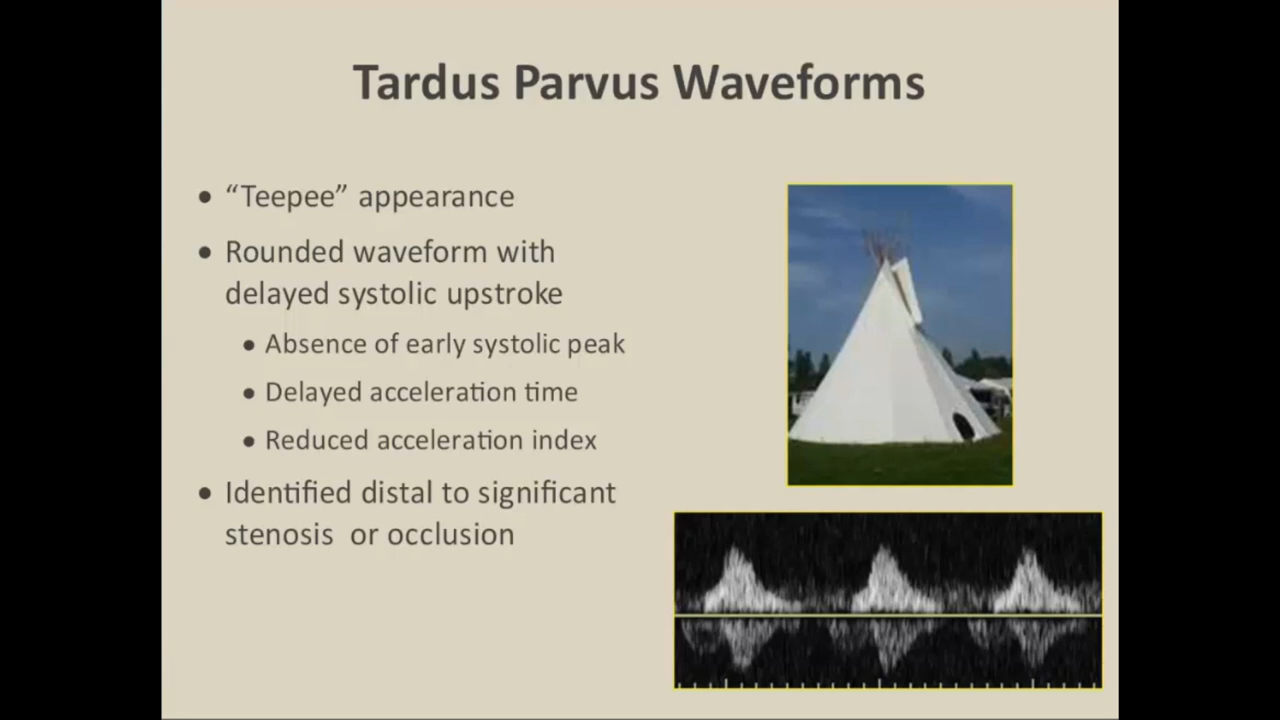 Tardus Parvus Waveforms
• “Teepee” appearance
• Rounded waveform with
delayed systolic upstroke
• Absence of early systolic peak
• Delayed acceleration time
• Reduced acceleration index
• Identified distal to significant
stenosis or occlusion